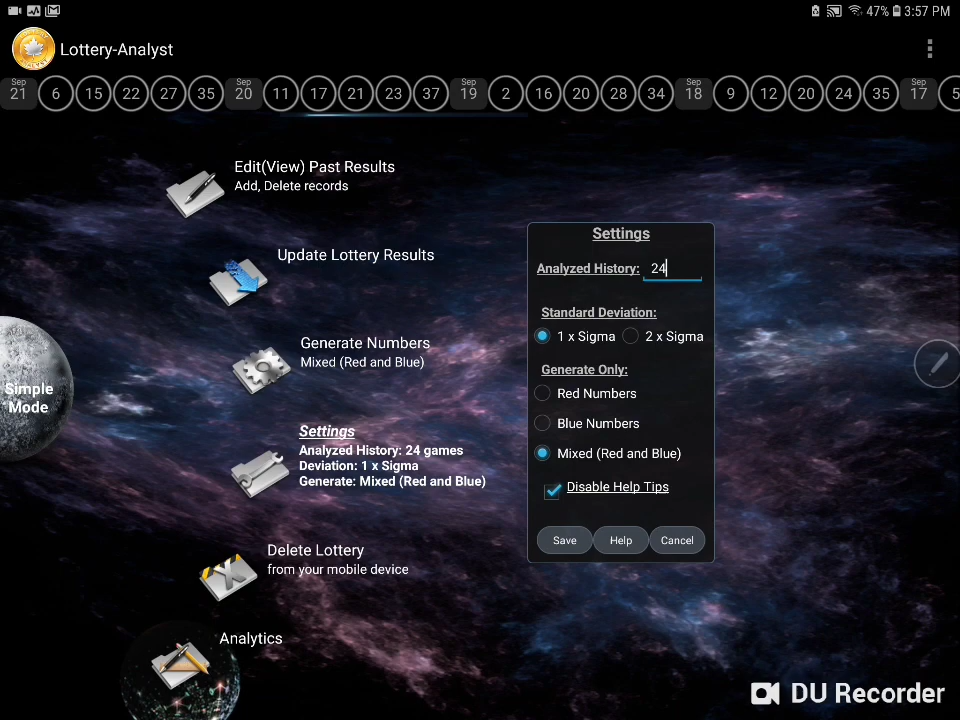 47% 3:57 PM
Lottery-Analyst
Sep 21 6 15 22 27 35 Sep 20 11 17 21 23 37 Sep 19 2 16 20 28 34 Sep 18 9 12 20 24 35 Sep 17 5
Edit(View) Past Results
Add, Delete records
Update Lottery Results
Generate Numbers
Mixed (Red and Blue)
Simple
Mode
Settings
Analyzed History: 24 games
Deviation: 1 x Sigma
Generate: Mixed (Red and Blue)
Delete Lottery
from your mobile device
Analytics
Settings
Analyzed History: 24
Standard Deviation:
1 x Sigma 2 x Sigma
Generate Only:
Red Numbers
Blue Numbers
Mixed (Red and Blue)
Disable Help Tips
Save Help Cancel
DU Recorder